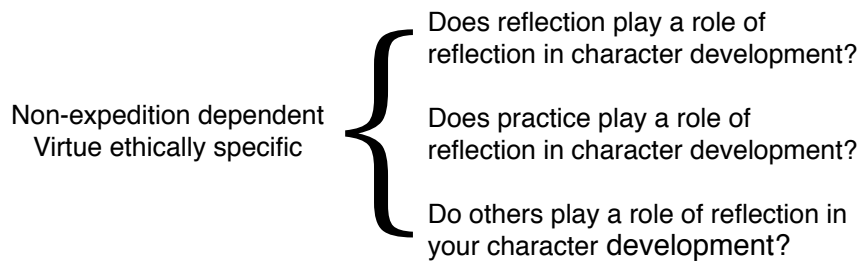 Non-expedition dependent
Virtue ethically specific
Does reflection play a role of
reflection in character development?
Does practice play a role of
reflection in character development?
Do others play a role of reflection in
your character development?